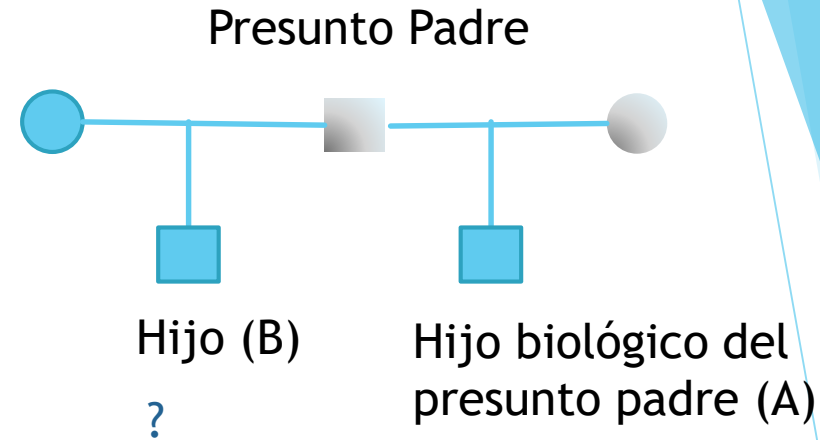 Presunto Padre
Hijo (B)
?
Hijo biológico del
presunto padre (A)